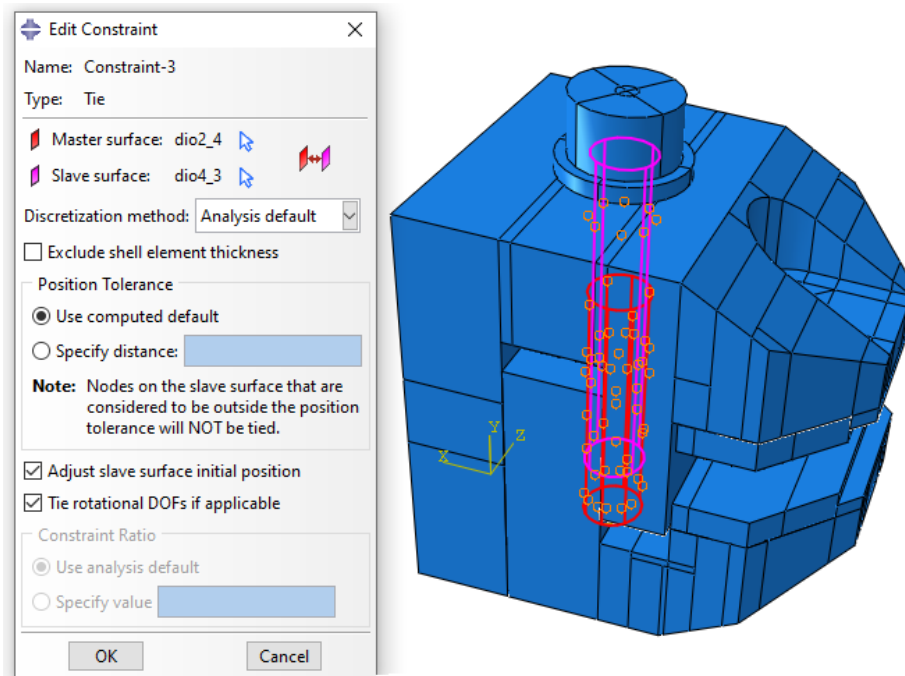 Edit Constraint
Name: Constraint-3
Type: Tie
Master surface: dio2_4
Slave surface: dio4_3
Discretization method: Analysis default
Exclude shell element thickness
Position Tolerance
Use computed default
Specify distance:
Note: Nodes on the slave surface that are
considered to be outside the position
tolerance will NOT be tied.
Adjust slave surface initial position
Tie rotational DOFs if applicable
Constraint Ratio
Use analysis default
Specify value
OK Cancel
Y
Z
X